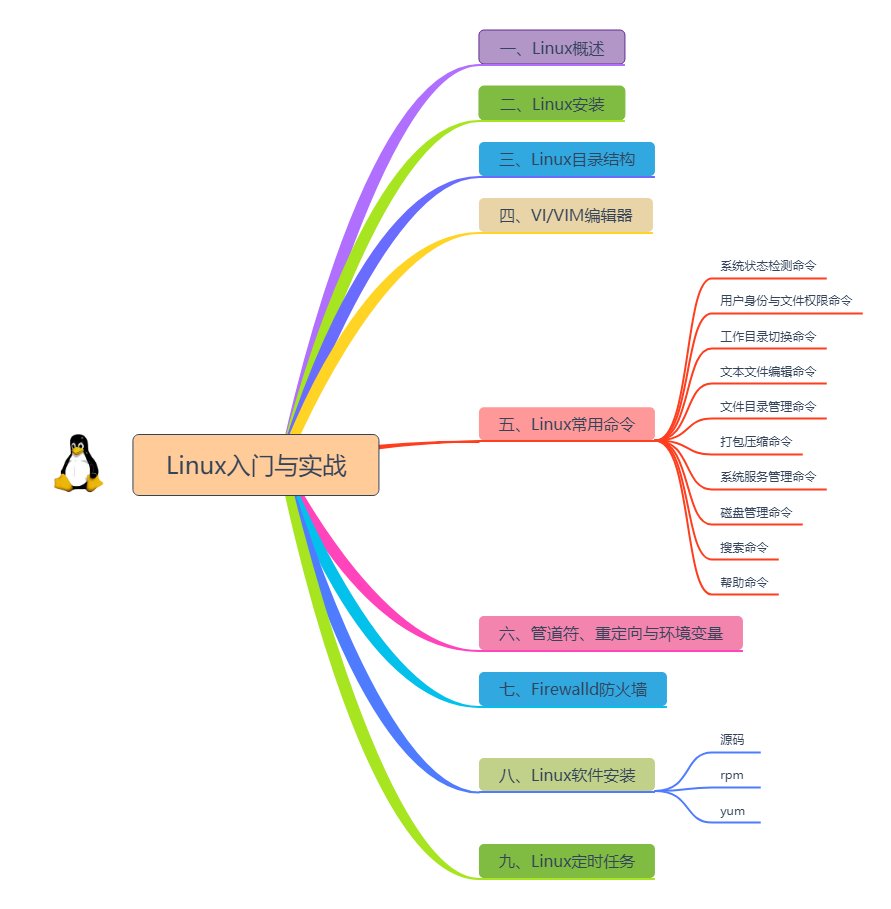 Linux入门与实战
一、Linux概述
二、Linux安装
三、Linux目录结构
四、VI/VIM编辑器
五、Linux常用命令
系统状态检测命令
用户身份与文件权限命令
工作目录切换命令
文本文件编辑命令
文件目录管理命令
打包压缩命令
系统服务管理命令
磁盘管理命令
搜索命令
帮助命令
六、管道符、重定向与环境变量
七、Firewalld防火墙
八、Linux软件安装
源码
rpm
yum
九、Linux定时任务